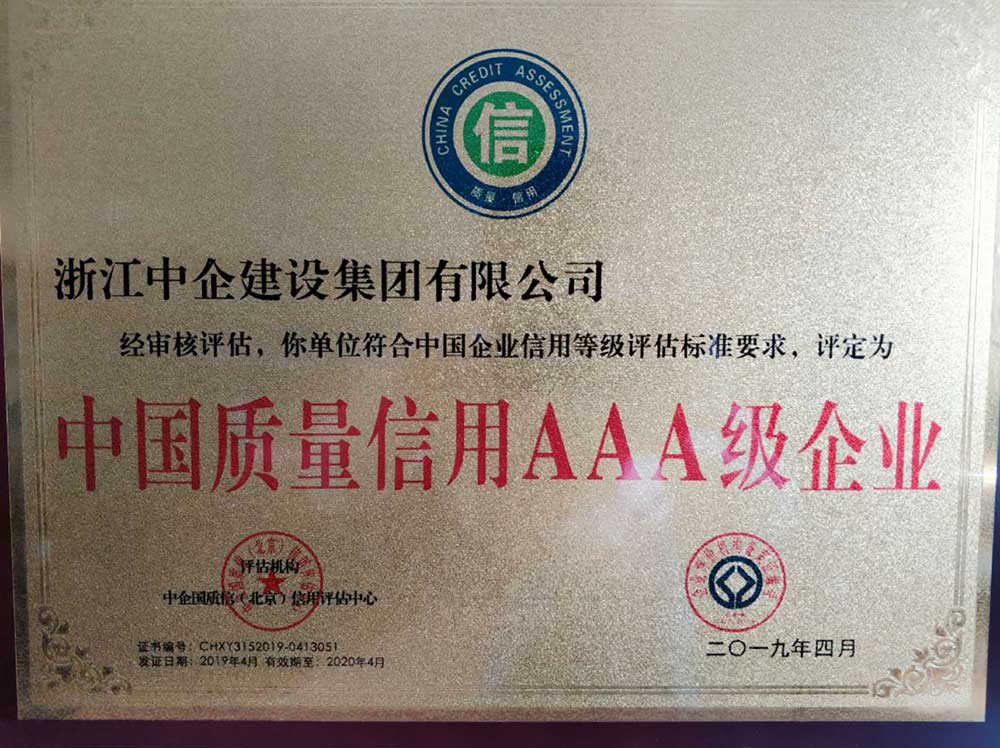 CHINA CREDIT ASSESSMENT
信
质量·信用
浙江中企建设集团有限公司
经审核评估，你单位符合中国企业信用等级评估标准要求，评定为
中国质量信用AAA级企业
评估机构
中企国质信（北京）信用评估中心
证书编号：CHXY3152019-0413051
发证日期：2019年4月 有效期至：2020年4月
二〇一九年四月